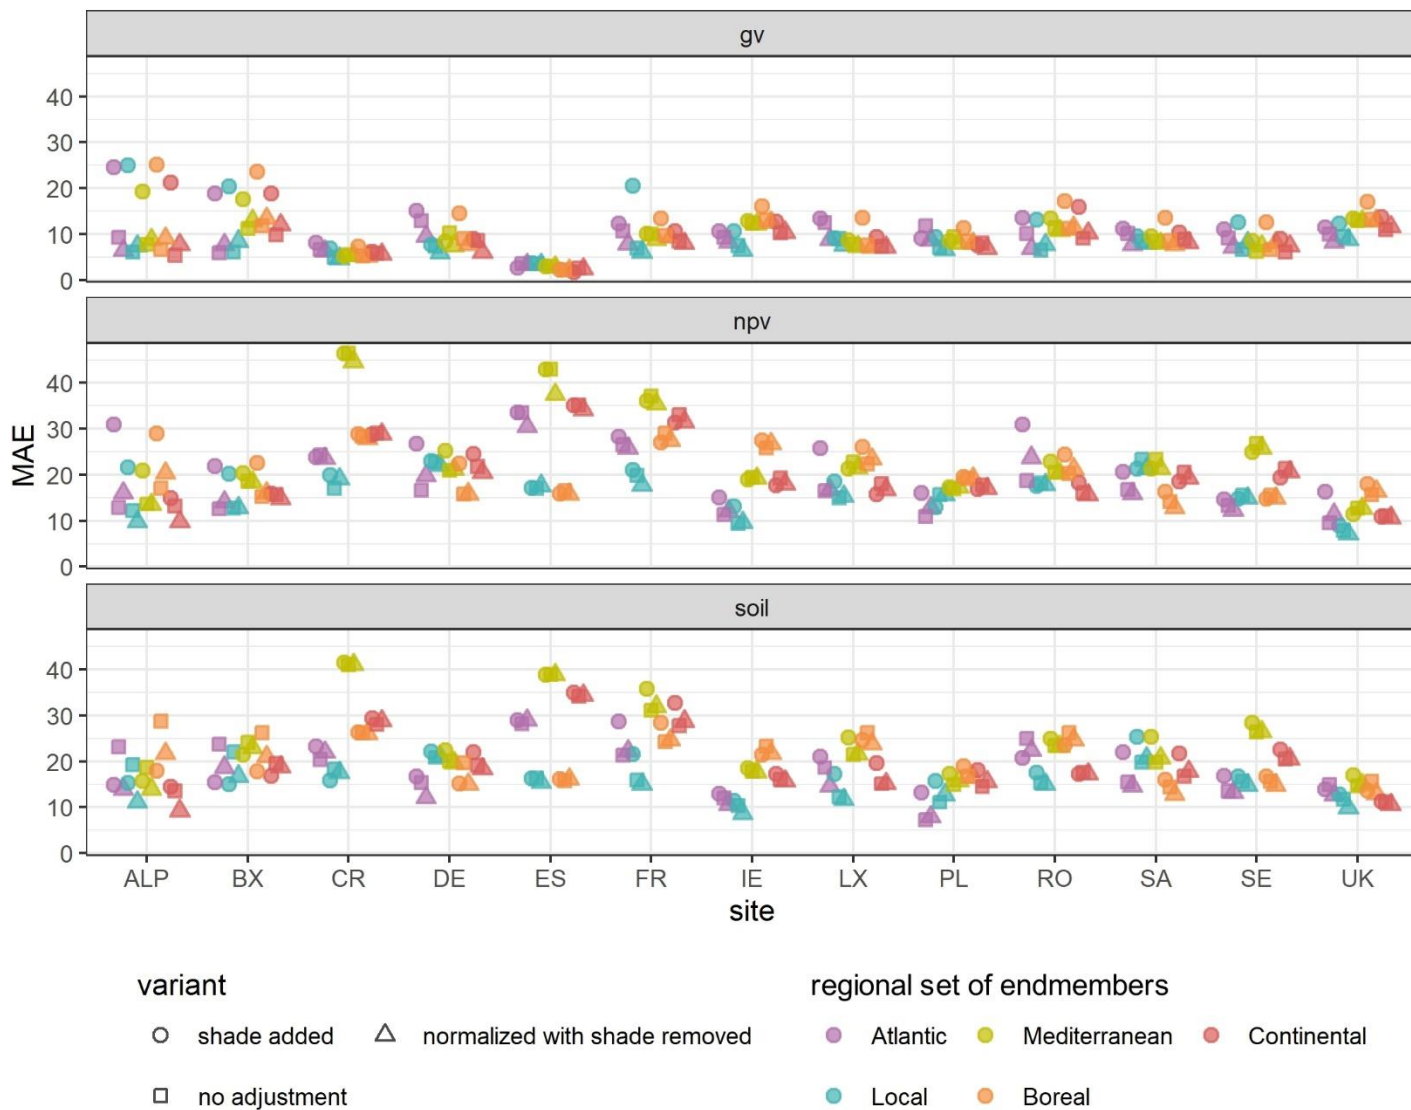 gv
40
30
20
10
0
npv
40
30
20
10
0
MAE
soil
40
30
20
10
0
ALP BX CR DE ES FR IE LX PL RO SA SE UK
site
variant
shade added normalized with shade removed
no adjustment
regional set of endmembers
Atlantic Mediterranean Continental
Local Boreal